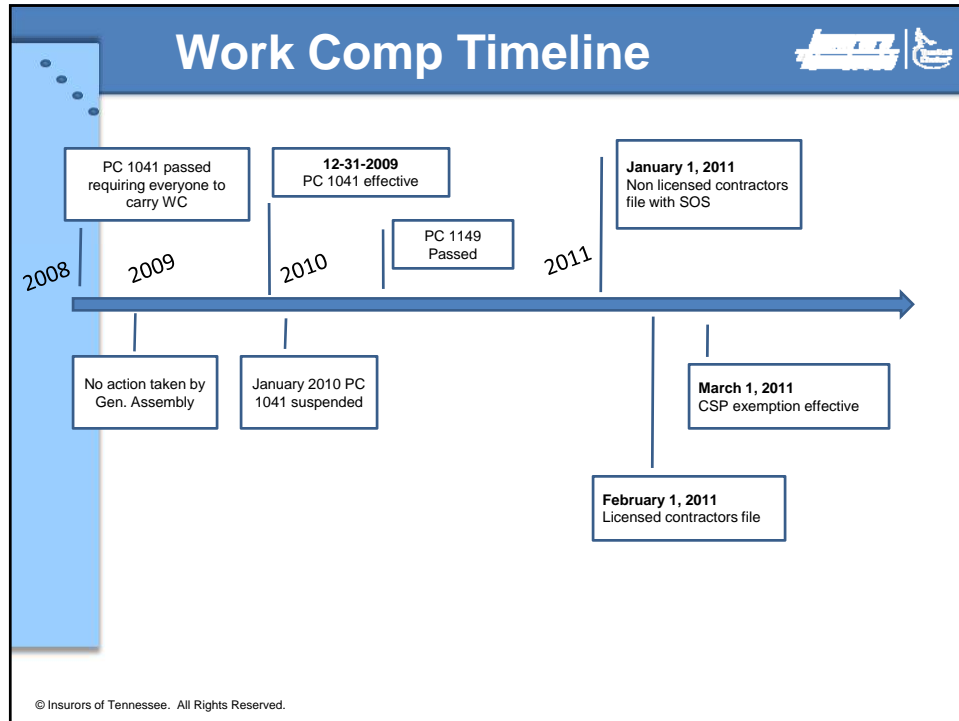 Work Comp Timeline
PC 1041 passed
requiring everyone to
carry WC
12-31-2009
PC 1041 effective
January 1, 2011
Non licensed contractors
file with SOS
PC 1149
Passed
2008
2009
2010
2011
No action taken by
Gen. Assembly
January 2010 PC
1041 suspended
March 1, 2011
CSP exemption effective
February 1, 2011
Licensed contractors file
© Insurors of Tennessee. All Rights Reserved.